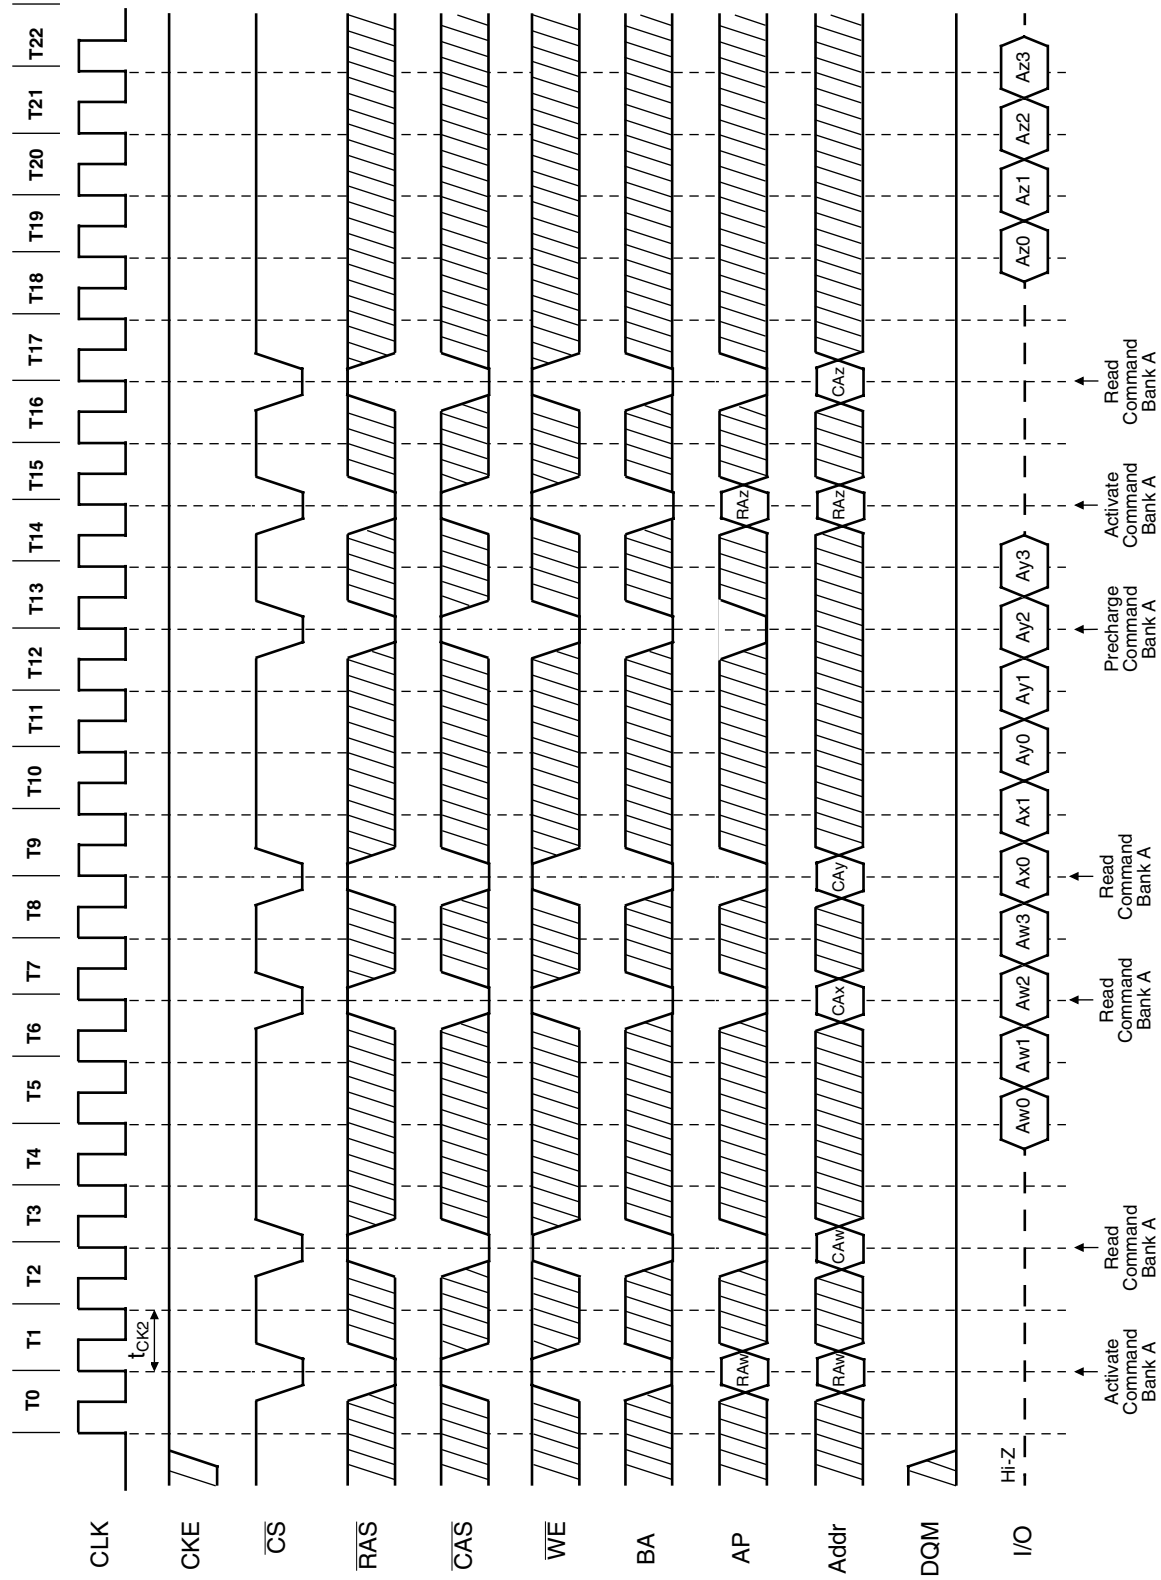 T0 T1 T2 T3 T4 T5 T6 T7 T8 T9 T10 T11 T12 T13 T14 T15 T16 T17 T18 T19 T20 T21 T22
CLK
tCK2
CKE
CS
RAS
CAS
WE
BA
AP RAw RAz
Addr RAw CAw CAx CAy RAz CAz
DQM
I/O Hi-Z Aw0 Aw1 Aw2 Aw3 Ax0 Ax1 Ay0 Ay1 Ay2 Ay3 Az0 Az1 Az2 Az3
Activate
Command
Bank A
Read
Command
Bank A
Read
Command
Bank A
Read
Command
Bank A
Precharge
Command
Bank A
Activate
Command
Bank A
Read
Command
Bank A